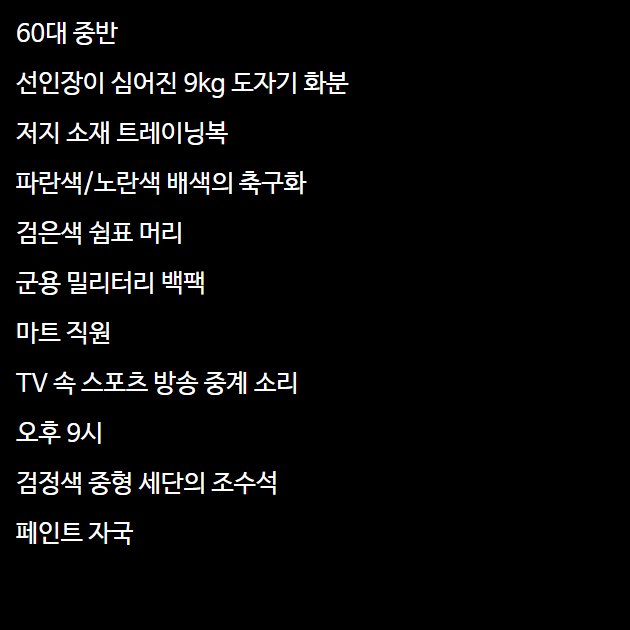 60대 중반
선인장이 심어진 9kg 도자기 화분
저지 소재 트레이닝복
파란색/노란색 배색의 축구화
검은색 쉼표 머리
군용 밀리터리 백팩
마트 직원
TV 속 스포츠 방송 중계 소리
오후 9시
검정색 중형 세단의 조수석
페인트 자국